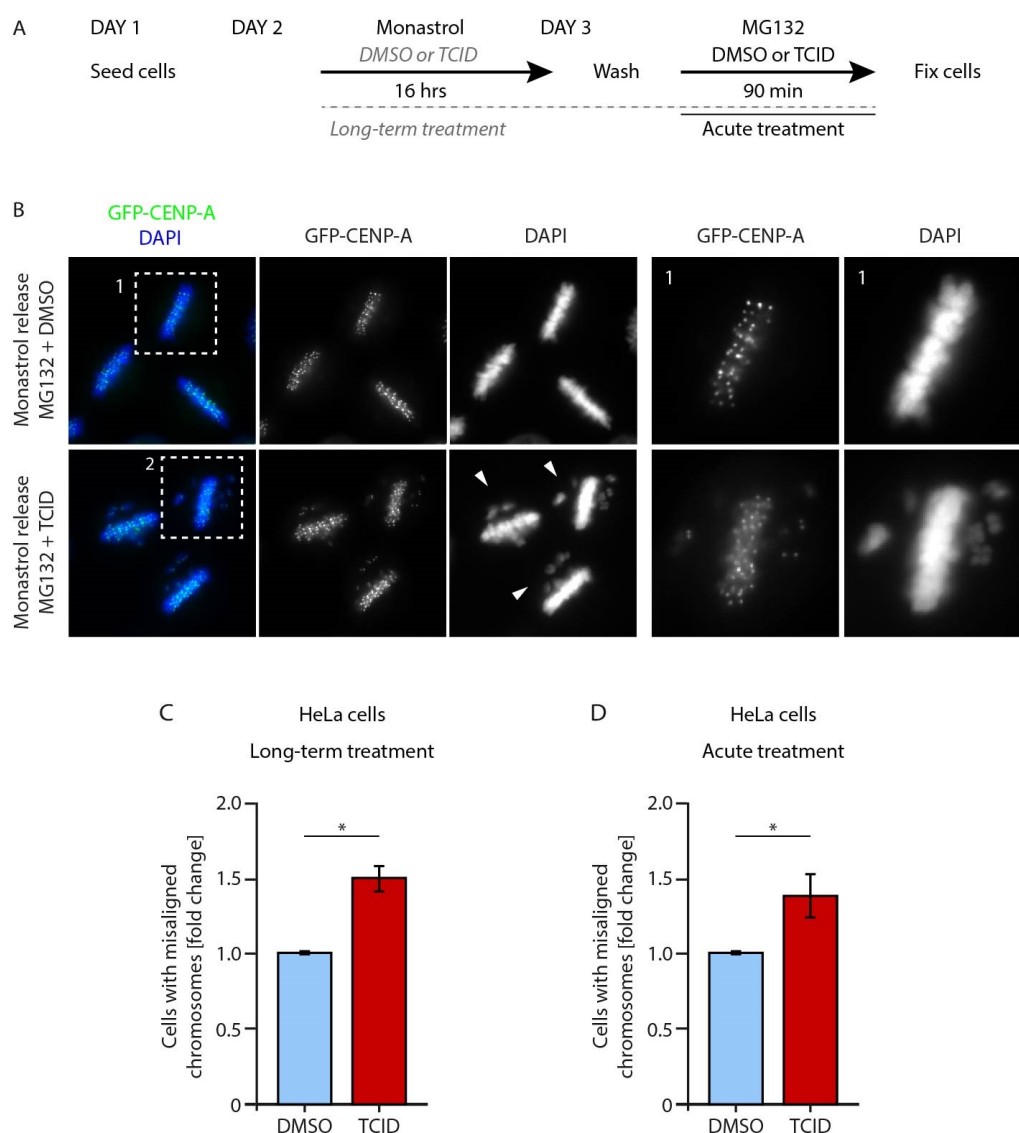 A
DAY 1
DAY 2
Monastrol
DAY 3
MG132
DMSO or TCID
DMSO or TCID
Seed cells
Wash
Fix cells
16 hrs
90 min
Long-term treatment
Acute treatment
B
GFP-CENP-A
DAPI
GFP-CENP-A
DAPI
GFP-CENP-A
DAPI
Monastrol release
MG132 + DMSO
1
1
1
Monastrol release
MG132 + TCID
2
C
HeLa cells
Long-term treatment
Cells with misaligned
chromosomes [fold change]
2.0
1.5
1.0
0.5
0
*
DMSO
TCID
D
HeLa cells
Acute treatment
Cells with misaligned
chromosomes [fold change]
2.0
1.5
1.0
0.5
0
*
DMSO
TCID